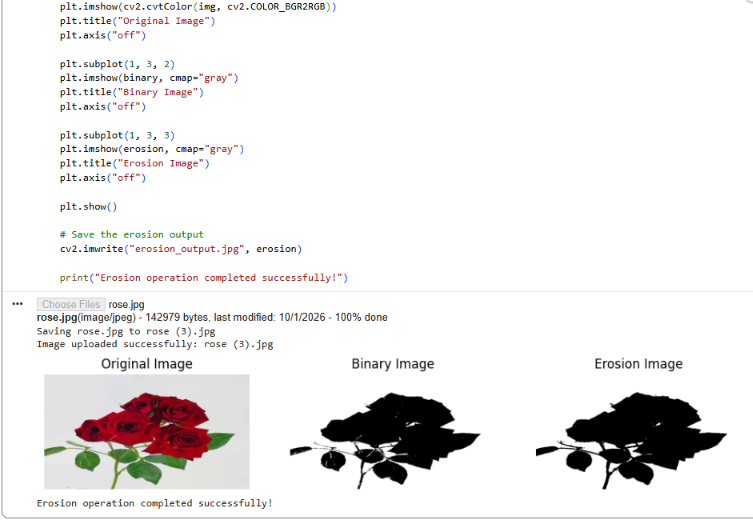 plt.imshow(cv2.cvtColor(img, cv2.COLOR_BGR2RGB))
plt.title("Original Image")
plt.axis("off")
plt.subplot(1, 3, 2)
plt.imshow(binary, cmap="gray")
plt.title("Binary Image")
plt.axis("off")
plt.subplot(1, 3, 3)
plt.imshow(erosion, cmap="gray")
plt.title("Erosion Image")
plt.axis("off")
plt.show()
# Save the erosion output
cv2.imwrite("erosion_output.jpg", erosion)
print("Erosion operation completed successfully!")
Choose Files rose.jpg
rose.jpg(image/jpeg) - 142979 bytes, last modified: 10/1/2026 - 100% done
Saving rose.jpg to rose (3).jpg
Image uploaded successfully: rose (3).jpg
Original Image Binary Image Erosion Image
Erosion operation completed successfully!